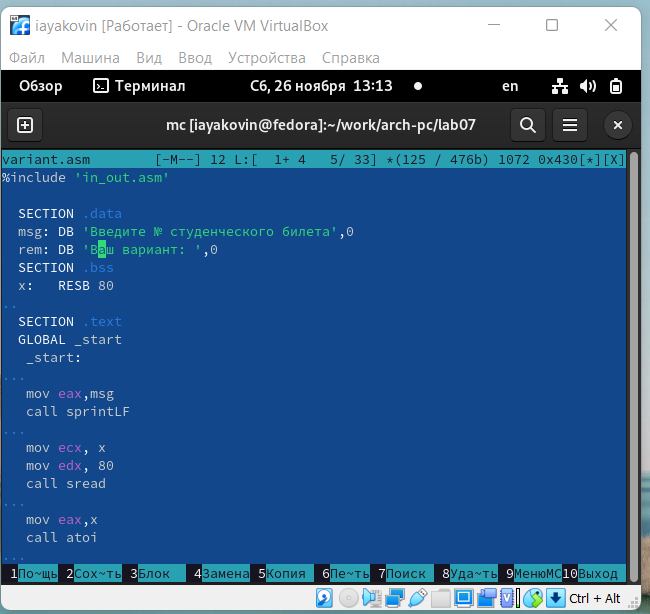 iayakovin [Работает] - Oracle VM VirtualBox
Файл Машина Вид Ввод Устройства Справка
Обзор Терминал Сб, 26 ноября 13:13 en
mc [iayakovin@fedora]:~/work/arch-pc/lab07
variant.asm [-M--] 12 L:[ 1+ 4 5/ 33] *(125 / 476b) 1072 0x430[*][X]
%include 'in_out.asm'
SECTION .data
msg: DB 'Введите № студенческого билета',0
rem: DB 'Ваш вариант: ',0
SECTION .bss
x: RESB 80
..
SECTION .text
GLOBAL _start
_start:
...
mov eax,msg
call sprintLF
...
mov ecx, x
mov edx, 80
call sread
...
mov eax,x
call atoi
...
1По~щь 2Сох~ть 3Блок 4Замена 5Копия 6Пе~ть 7Поиск 8Уда~ть 9МенюMC 10Выход
Ctrl + Alt